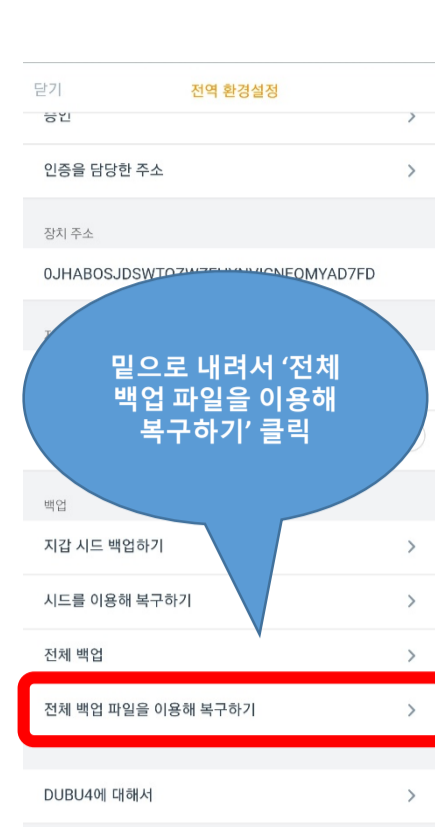 닫기 전역 환경설정
인증을 담당한 주소
장치 주소
밑으로 내려서 ‘전체
백업 파일을 이용해
복구하기’ 클릭
백업
지갑 시드 백업하기
시드를 이용해 복구하기
전체 백업
전체 백업 파일을 이용해 복구하기
DUBU4에 대해서